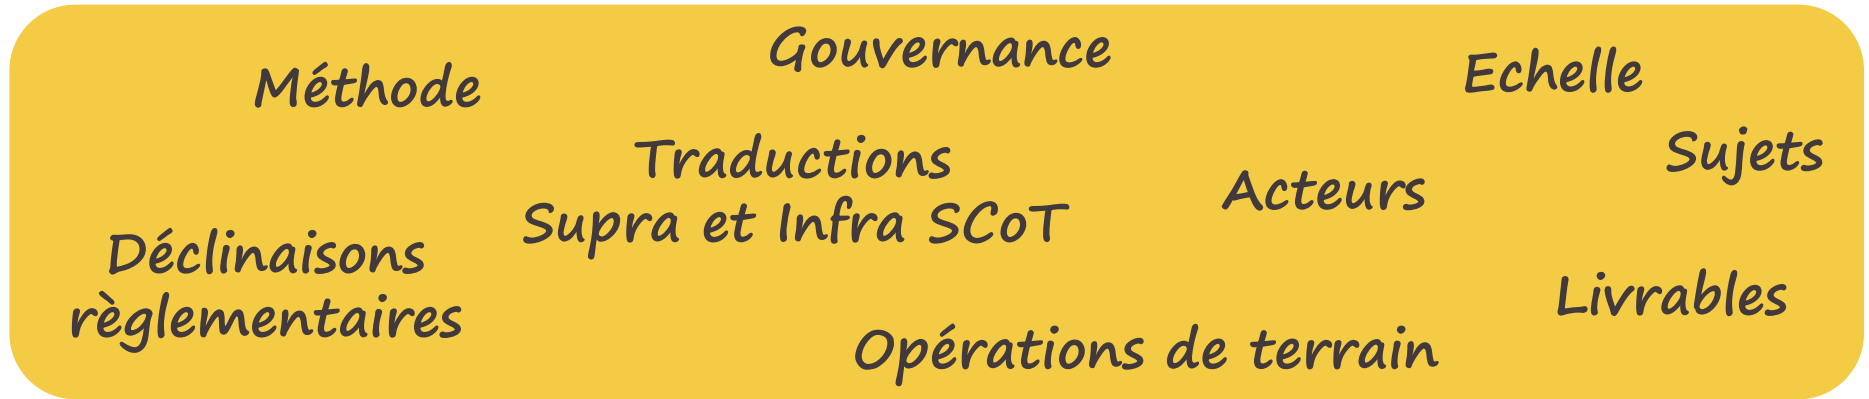 Gouvernance
Méthode
Echelle
Traductions
Supra et Infra SCoT
Sujets
Acteurs
Déclinaisons
règlementaires
Livrables
Opérations de terrain